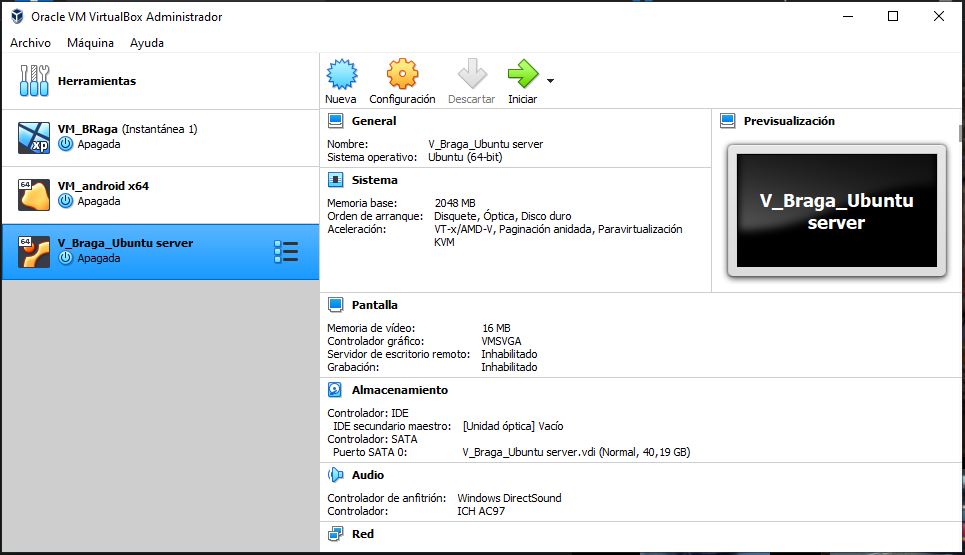 Oracle VM VirtualBox Administrador
Archivo Máquina Ayuda
Herramientas
VM_BRaga (Instantánea 1)
Apagada
xp
VM_android x64
Apagada
64
V_Braga_Ubuntu server
Apagada
64
Nueva Configuración Descartar Iniciar
General
Nombre: V_Braga_Ubuntu server
Sistema operativo: Ubuntu (64-bit)
Sistema
Memoria base: 2048 MB
Orden de arranque: Disquete, Óptica, Disco duro
Aceleración: VT-x/AMD-V, Paginación anidada, Paravirtualización
KVM
Previsualización
V_Braga_Ubuntu
server
Pantalla
Memoria de vídeo: 16 MB
Controlador gráfico: VMSVGA
Servidor de escritorio remoto: Inhabilitado
Grabación: Inhabilitado
Almacenamiento
Controlador: IDE
IDE secundario maestro: [Unidad óptica] Vacío
Controlador: SATA
Puerto SATA 0: V_Braga_Ubuntu server.vdi (Normal, 40,19 GB)
Audio
Controlador de anfitrión: Windows DirectSound
Controlador: ICH AC97
Red